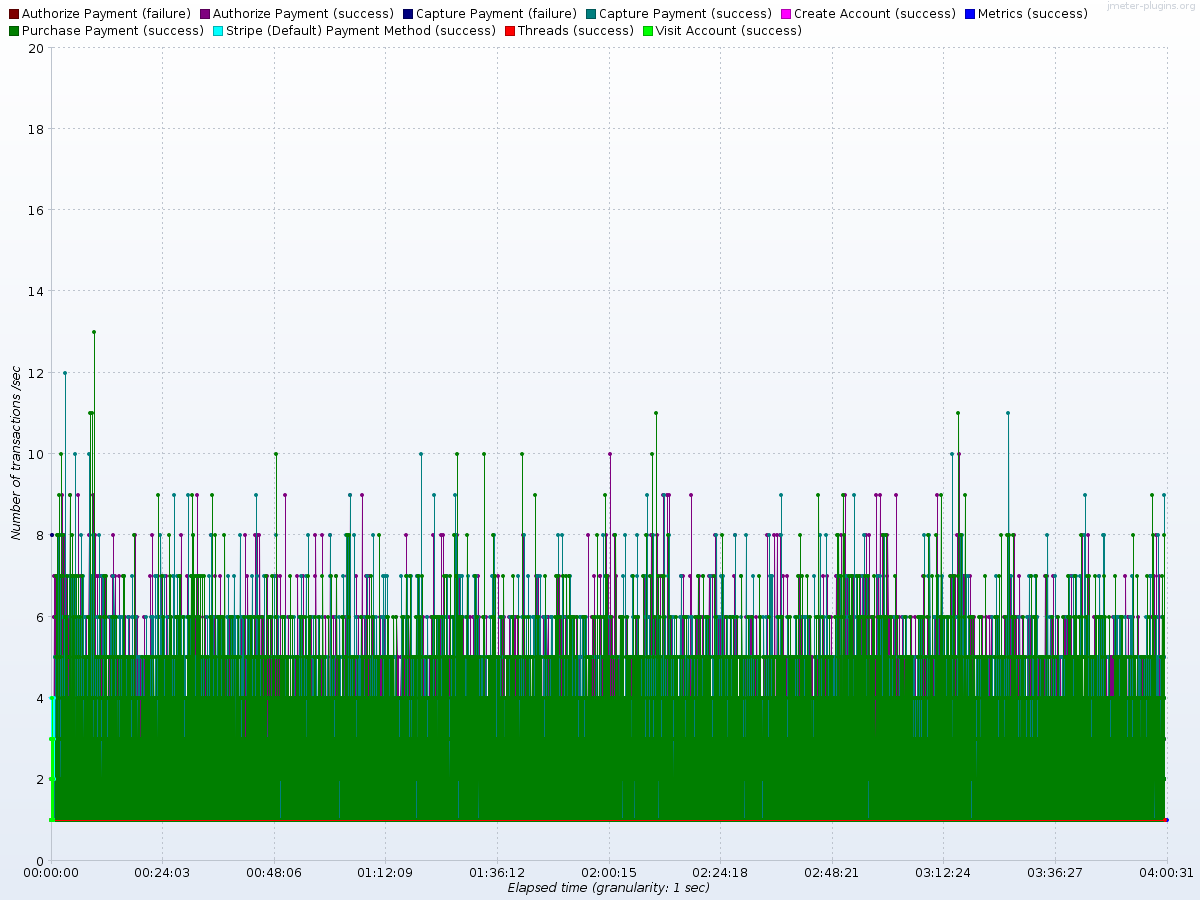 jmeter-plugins.org
Authorize Payment (failure) Authorize Payment (success) Capture Payment (failure) Capture Payment (success) Create Account (success) Metrics (success)
Purchase Payment (success) Stripe (Default) Payment Method (success) Threads (success) Visit Account (success)
20
18
16
14
12
10
8
6
4
2
0
Number of transactions /sec
00:00:00 00:24:03 00:48:06 01:12:09 01:36:12 02:00:15 02:24:18 02:48:21 03:12:24 03:36:27 04:00:31
Elapsed time (granularity: 1 sec)